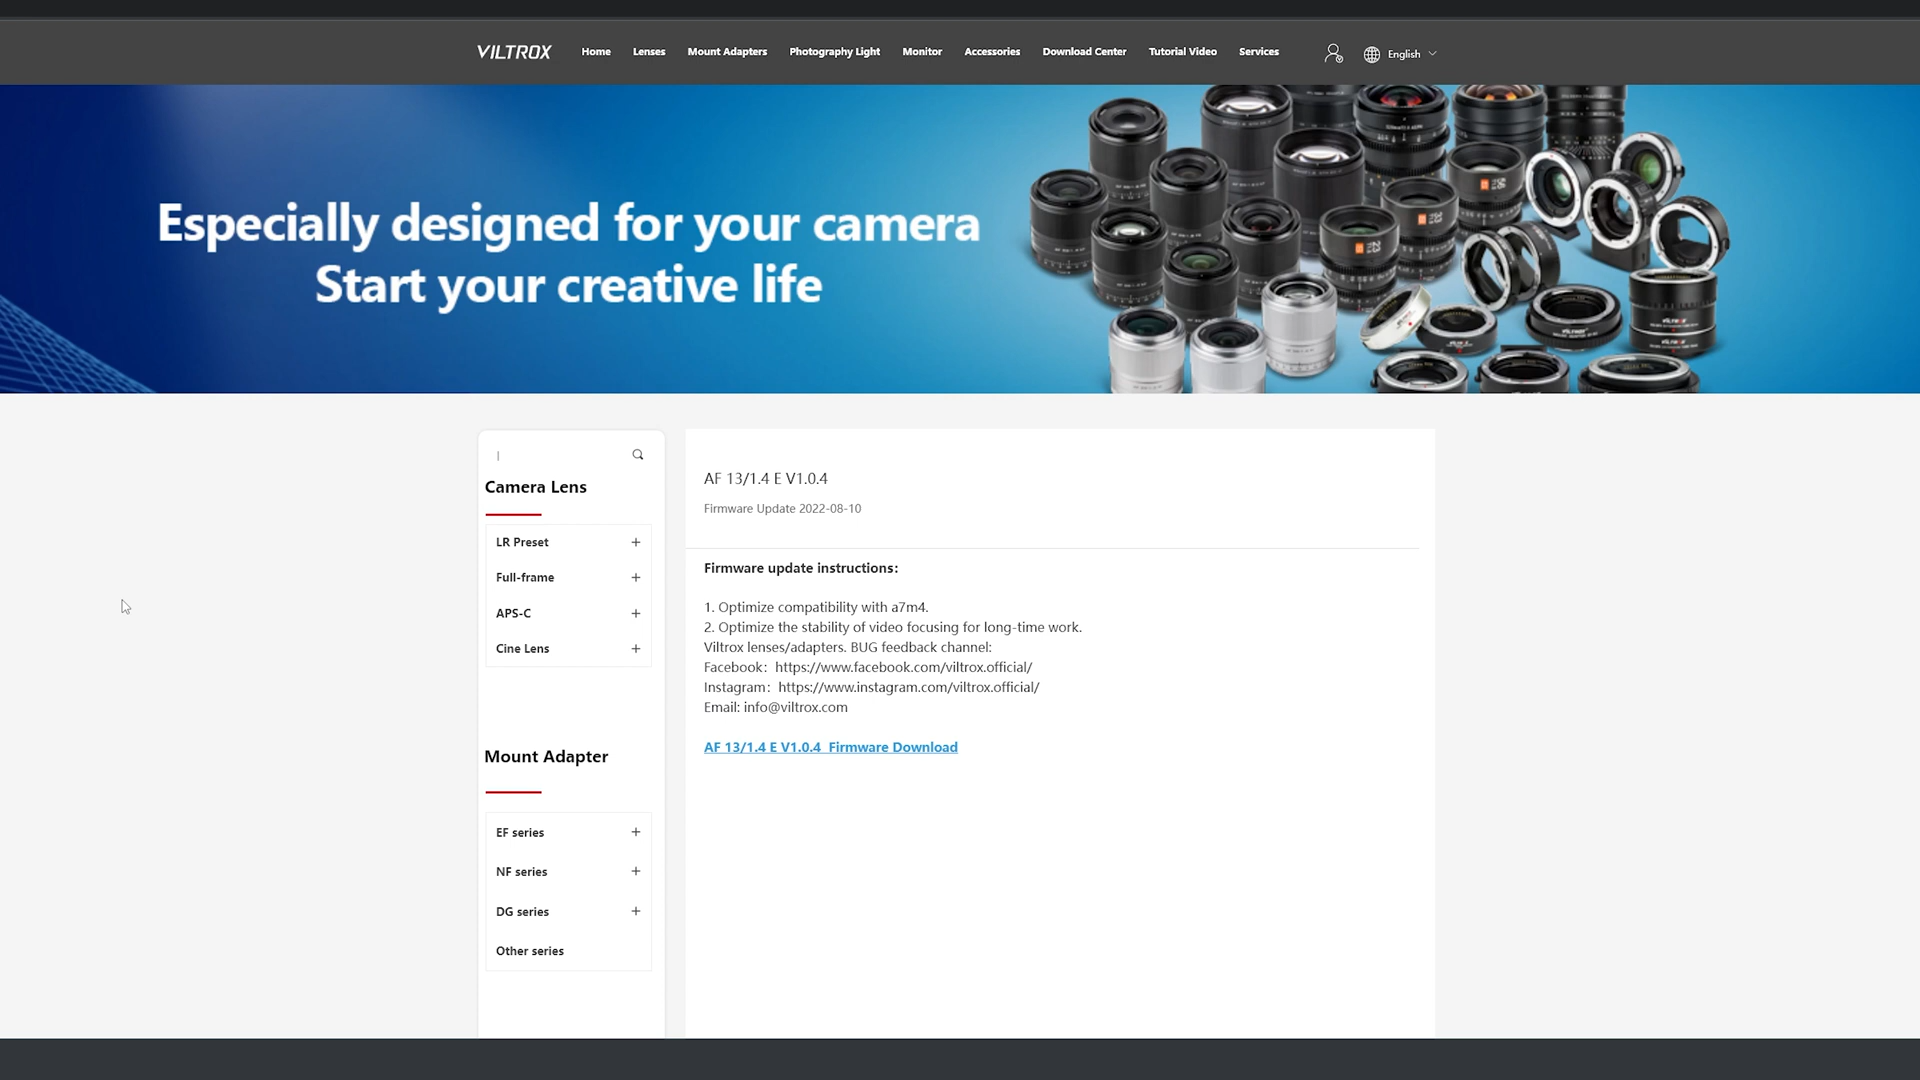 VILTROX
Home
Lenses
Mount Adapters
Photography Light
Monitor
Accessories
Download Center
Tutorial Video
Services
English
Especially designed for your camera
Start your creative life
Camera Lens
LR Preset +
Full-frame +
APS-C +
Cine Lens +
Mount Adapter
EF series +
NF series +
DG series +
Other series
AF 13/1.4 E V1.0.4
Firmware Update 2022-08-10
Firmware update instructions:
1. Optimize compatibility with a7m4.
2. Optimize the stability of video focusing for long-time work.
Viltrox lenses/adapters. BUG feedback channel:
Facebook：https://www.facebook.com/viltrox.official/
Instagram：https://www.instagram.com/viltrox.official/
Email: info@viltrox.com
AF 13/1.4 E V1.0.4  Firmware Download